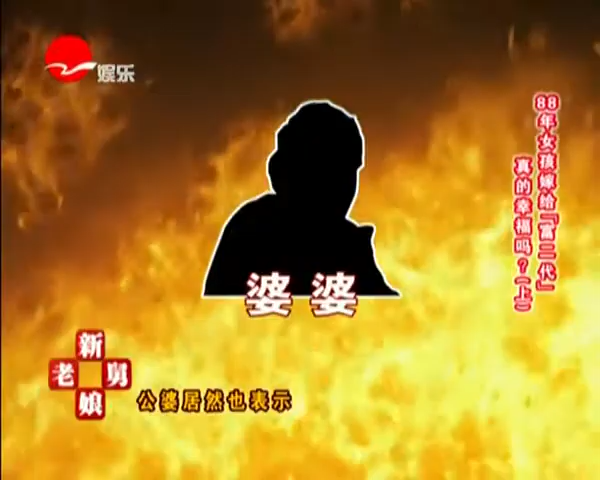 娱乐
88年女孩嫁给「富二代」
真的幸福吗？（上）
婆婆
新老娘舅
公婆居然也表示